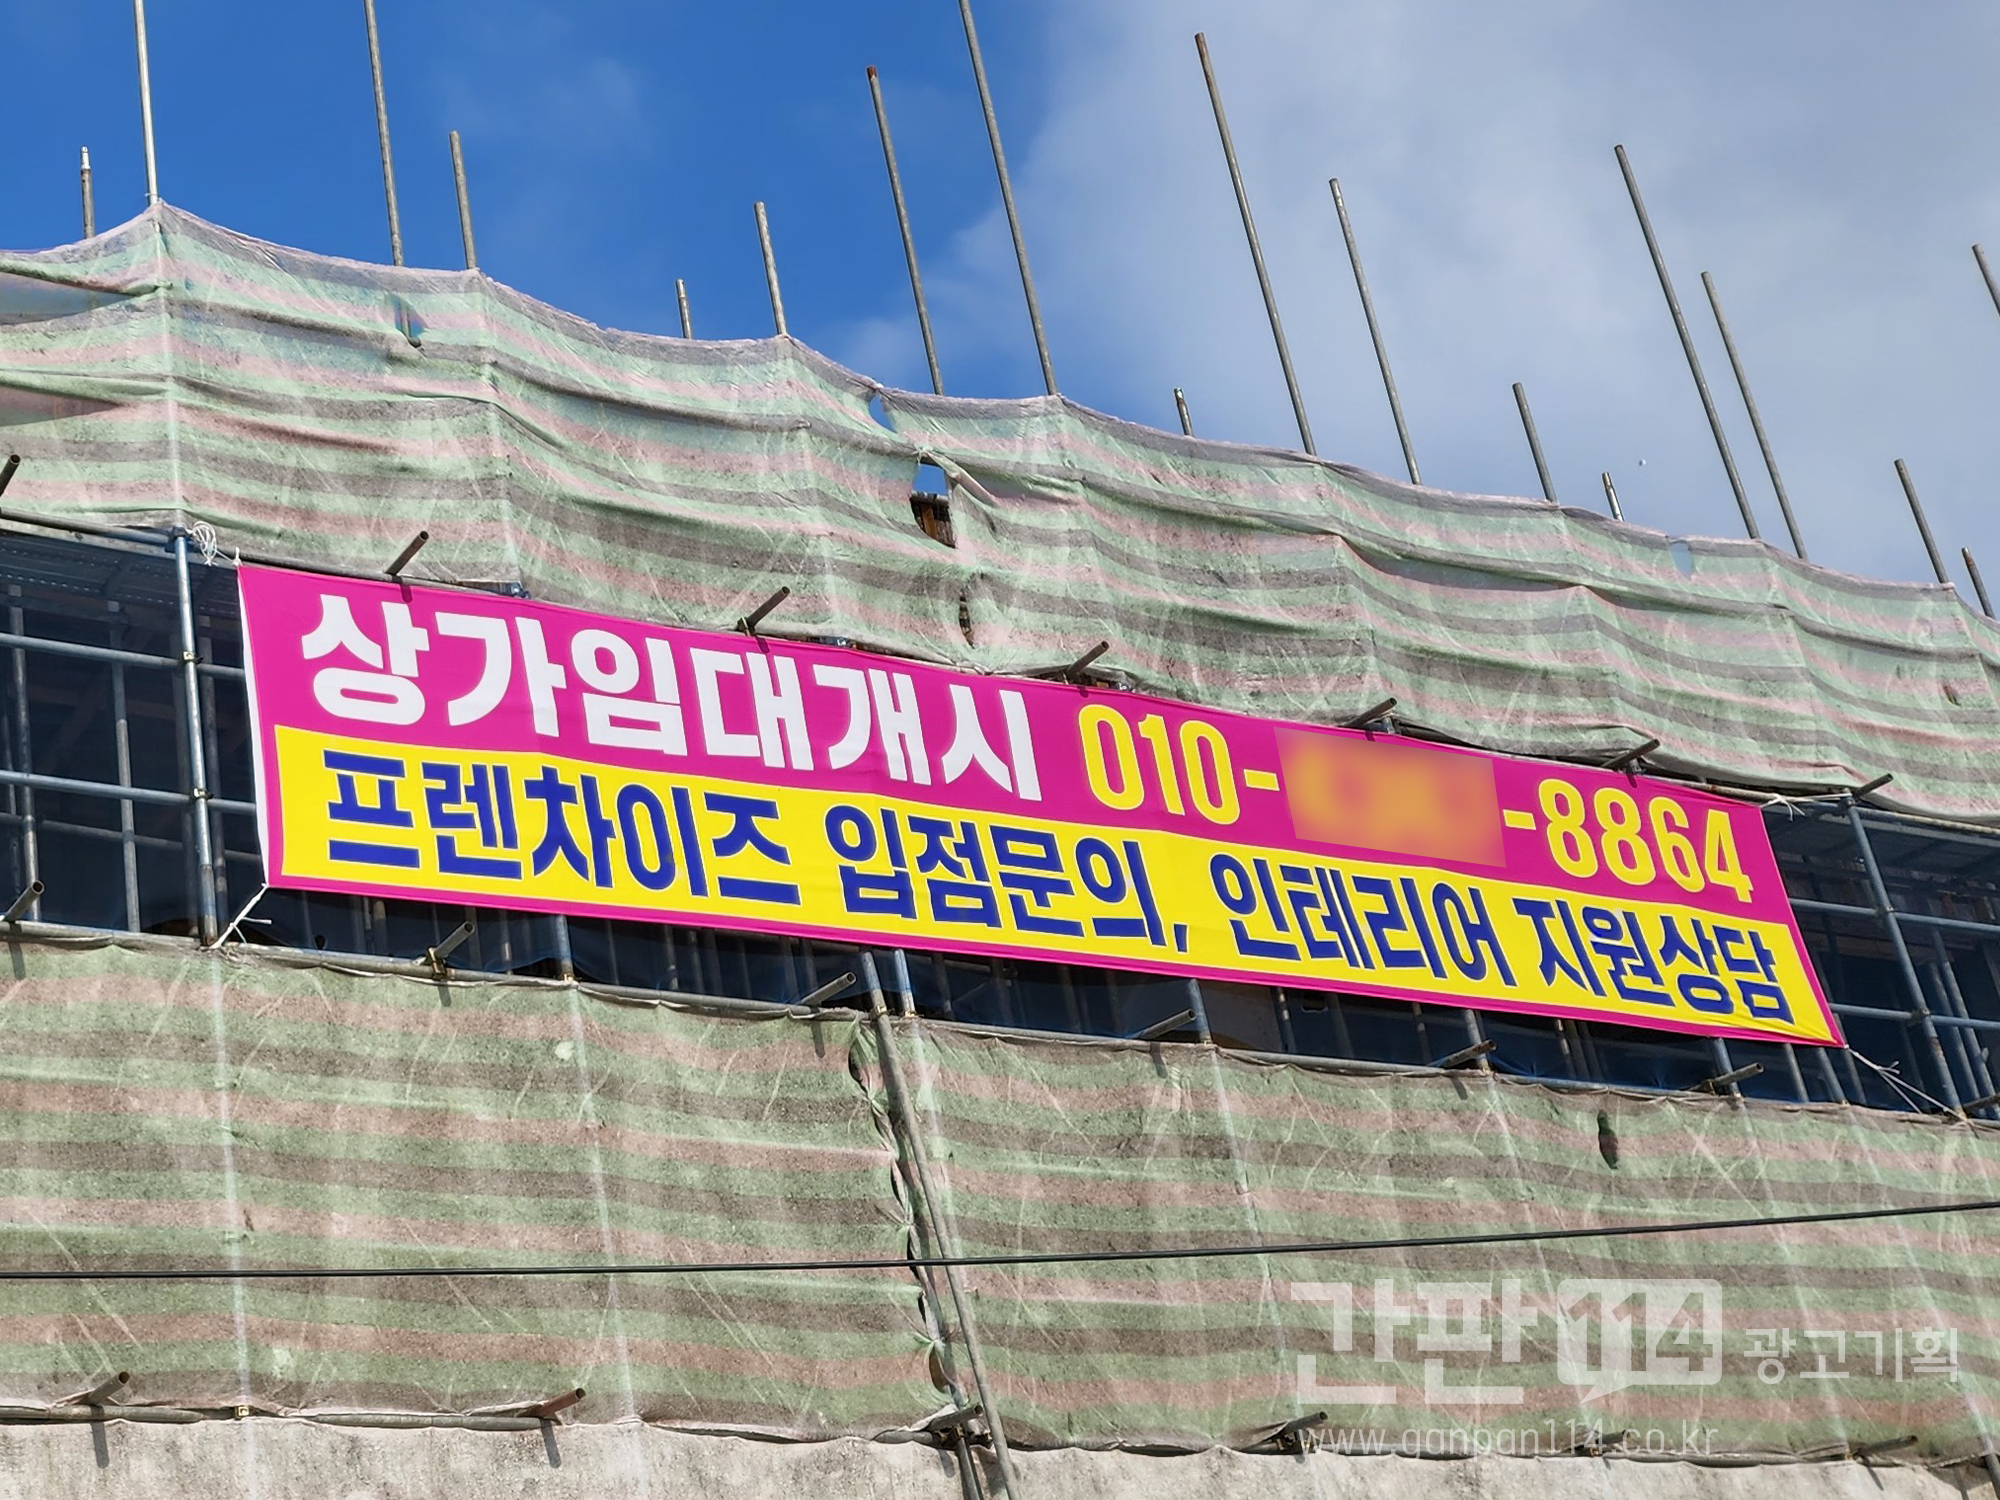 상가임대개시 010- -8864
프렌차이즈 입점문의, 인테리어 지원상담
간판114 광고기획
www.ganpan114.co.kr